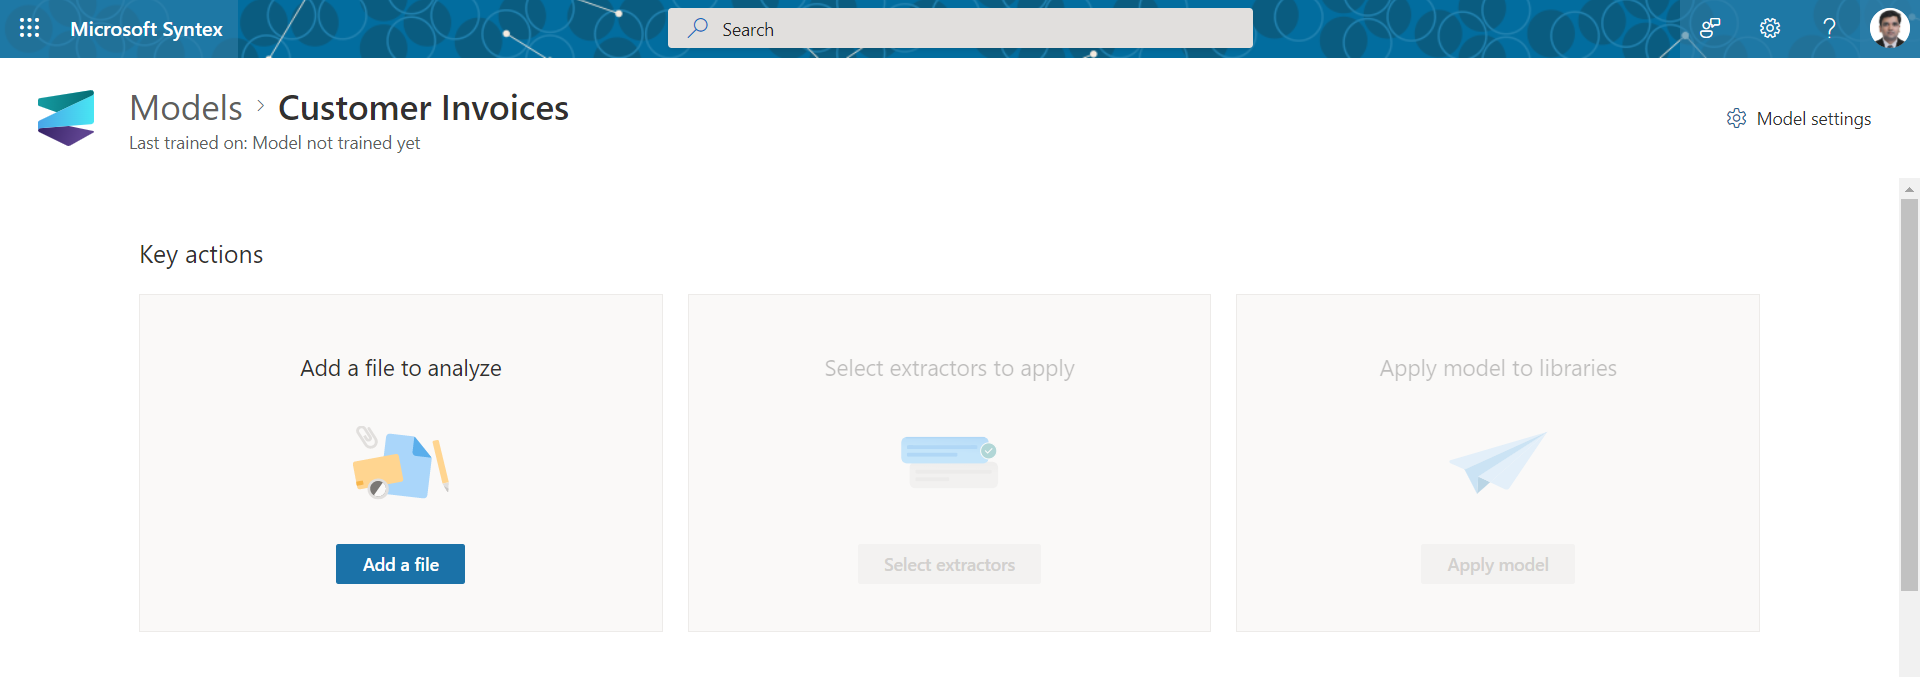 Microsoft Syntex
Search
?
Models > Customer Invoices
Last trained on: Model not trained yet
Model settings
Key actions
Add a file to analyze
Select extractors to apply
Apply model to libraries
Add a file
Select extractors
Apply model